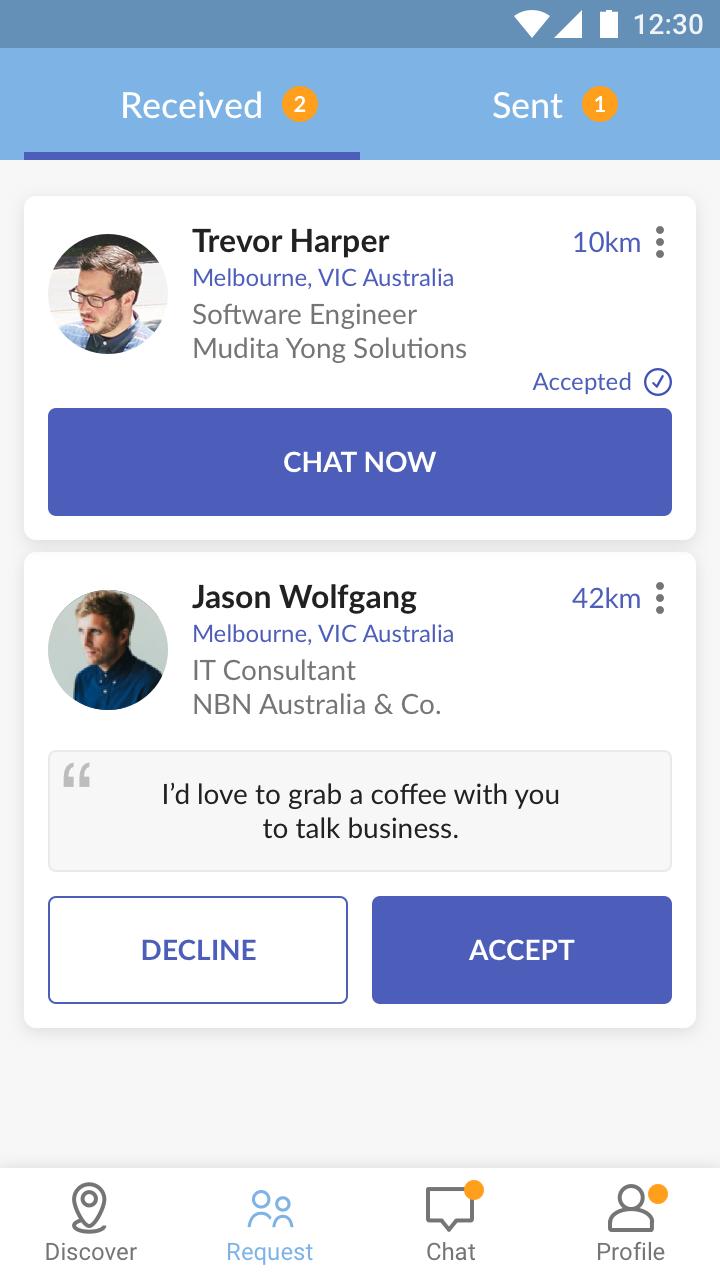 12:30
Received 2
Sent 1
Trevor Harper
10km
Melbourne, VIC Australia
Software Engineer
Mudita Yong Solutions
Accepted
CHAT NOW
Jason Wolfgang
42km
Melbourne, VIC Australia
IT Consultant
NBN Australia & Co.
“
I’d love to grab a coffee with you
to talk business.
DECLINE
ACCEPT
Discover
Request
Chat
Profile